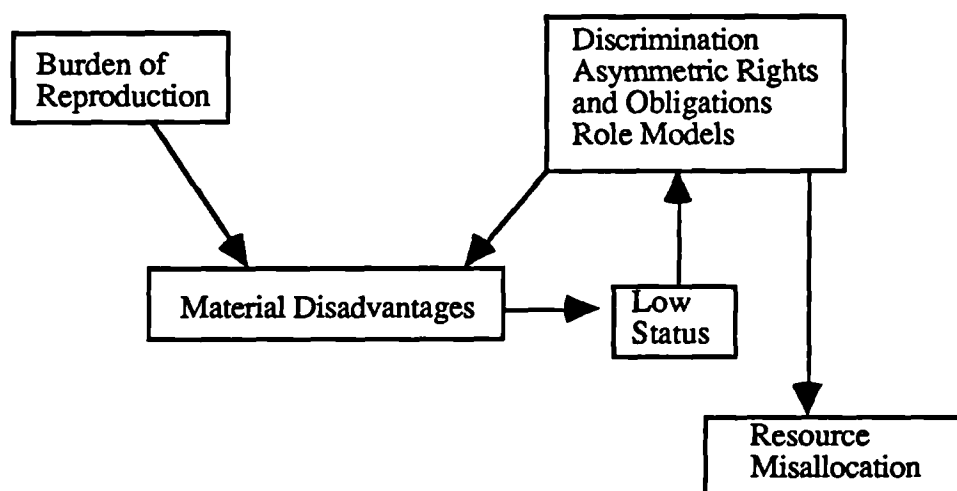 Burden of
Reproduction
Discrimination
Asymmetric Rights
and Obligations
Role Models
Material Disadvantages
Low
Status
Resource
Misallocation